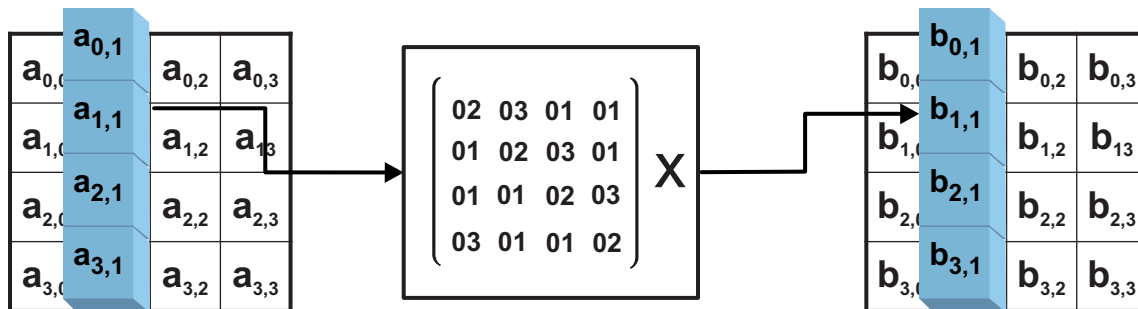 a0,0 a0,1 a0,2 a0,3
a1,0 a1,1 a1,2 a13
a2,0 a2,1 a2,2 a2,3
a3,0 a3,1 a3,2 a3,3
02 03 01 01
01 02 03 01
01 01 02 03
03 01 01 02
X
b0,0 b0,1 b0,2 b0,3
b1,0 b1,1 b1,2 b13
b2,0 b2,1 b2,2 b2,3
b3,0 b3,1 b3,2 b3,3